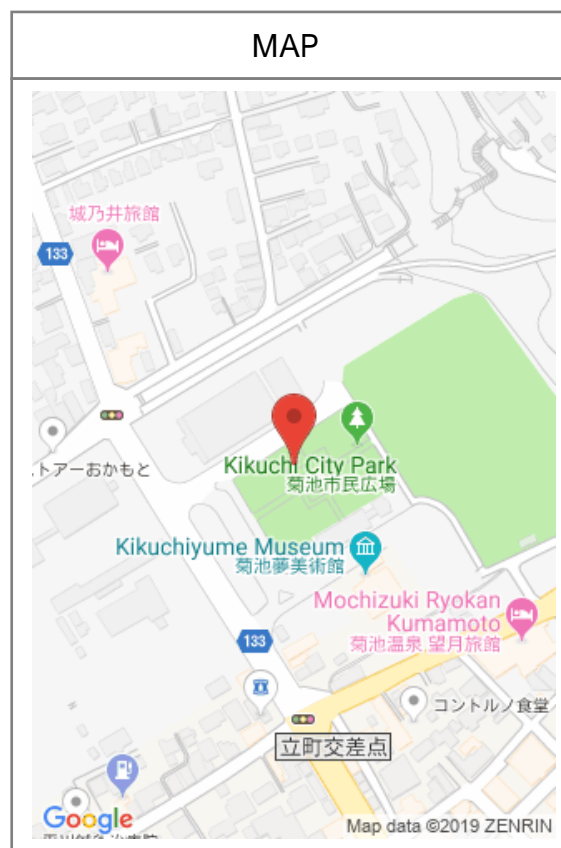 MAP
城乃井旅館
133
トアーおかもと
Kikuchi City Park
菊池市民広場
Kikuchiyume Museum
菊池夢美術館
Mochizuki Ryokan
Kumamoto
菊池温泉 望月旅館
133
コントルノ食堂
立町交差点
Google
Map data ©2019 ZENRIN